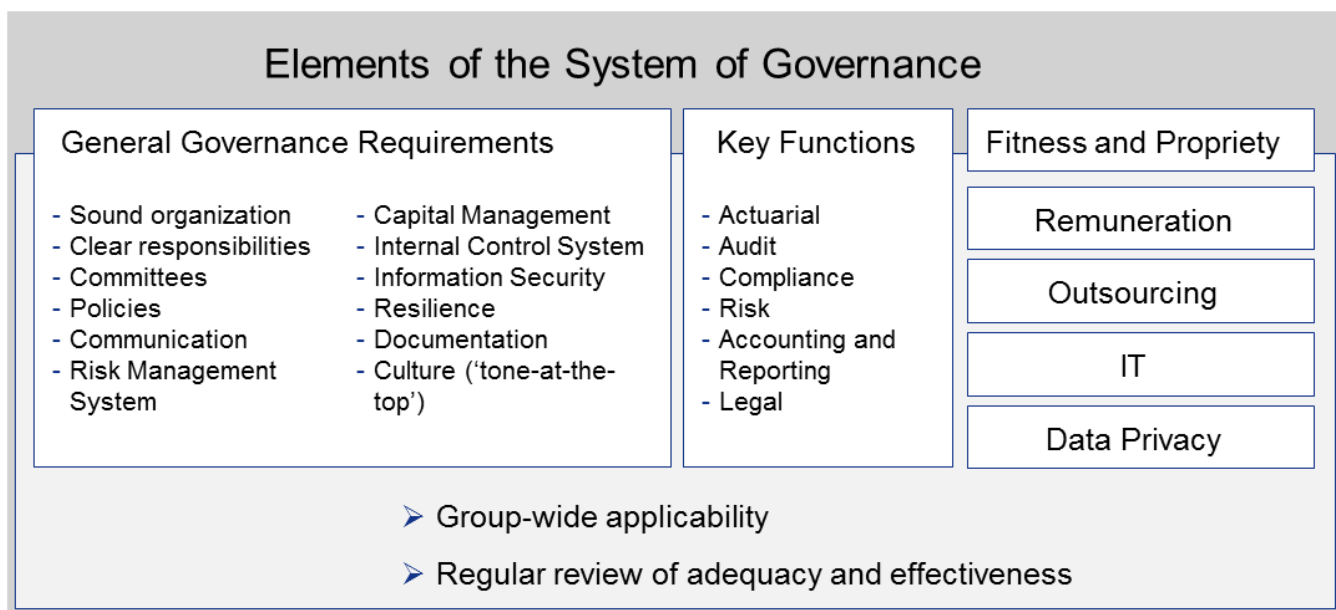 Elements of the System of Governance
General Governance Requirements
- Sound organization
- Clear responsibilities
- Committees
- Policies
- Communication
- Risk Management
System
- Capital Management
- Internal Control System
- Information Security
- Resilience
- Documentation
- Culture (‘tone-at-the-
top’)
Key Functions
- Actuarial
- Audit
- Compliance
- Risk
- Accounting and
Reporting
- Legal
Fitness and Propriety
Remuneration
Outsourcing
IT
Data Privacy
➢ Group-wide applicability
➢ Regular review of adequacy and effectiveness